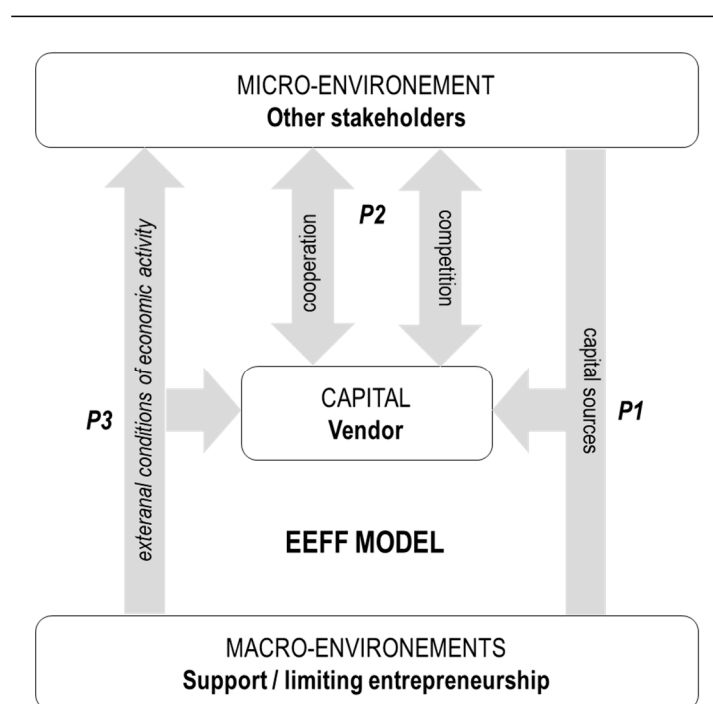 MICRO-ENVIRONEMENT
Other stakeholders
exteranal conditions of economic activity
cooperation
P2
competition
capital sources
CAPITAL
Vendor
P3
P1
EEFF MODEL
MACRO-ENVIRONEMENTS
Support / limiting entrepreneurship